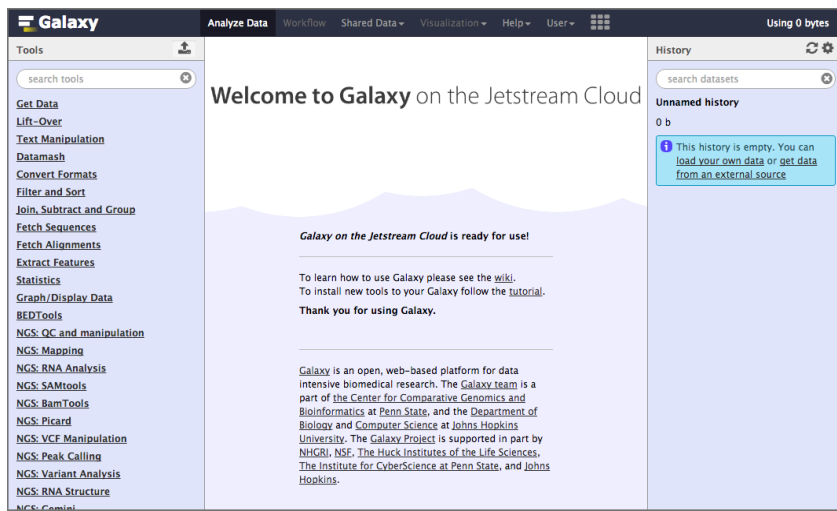 Galaxy
Analyze Data Workflow Shared Data Visualization Help User Using 0 bytes
Tools
search tools
Get Data
Lift-Over
Text Manipulation
Datamash
Convert Formats
Filter and Sort
Join, Subtract and Group
Fetch Sequences
Fetch Alignments
Extract Features
Statistics
Graph/Display Data
BEDTools
NGS: QC and manipulation
NGS: Mapping
NGS: RNA Analysis
NGS: SAMtools
NGS: BamTools
NGS: Picard
NGS: VCF Manipulation
NGS: Peak Calling
NGS: Variant Analysis
NGS: RNA Structure
NGS: Gemini
Welcome to Galaxy on the Jetstream Cloud
Galaxy on the Jetstream Cloud is ready for use!
To learn how to use Galaxy please see the wiki.
To install new tools to your Galaxy follow the tutorial.
Thank you for using Galaxy.
Galaxy is an open, web-based platform for data
intensive biomedical research. The Galaxy team is a
part of the Center for Comparative Genomics and
Bioinformatics at Penn State, and the Department of
Biology and Computer Science at Johns Hopkins
University. The Galaxy Project is supported in part by
NHGRI, NSF, The Huck Institutes of the Life Sciences,
The Institute for CyberScience at Penn State, and Johns
Hopkins.
History
search datasets
Unnamed history
0 b
This history is empty. You can
load your own data or get data
from an external source